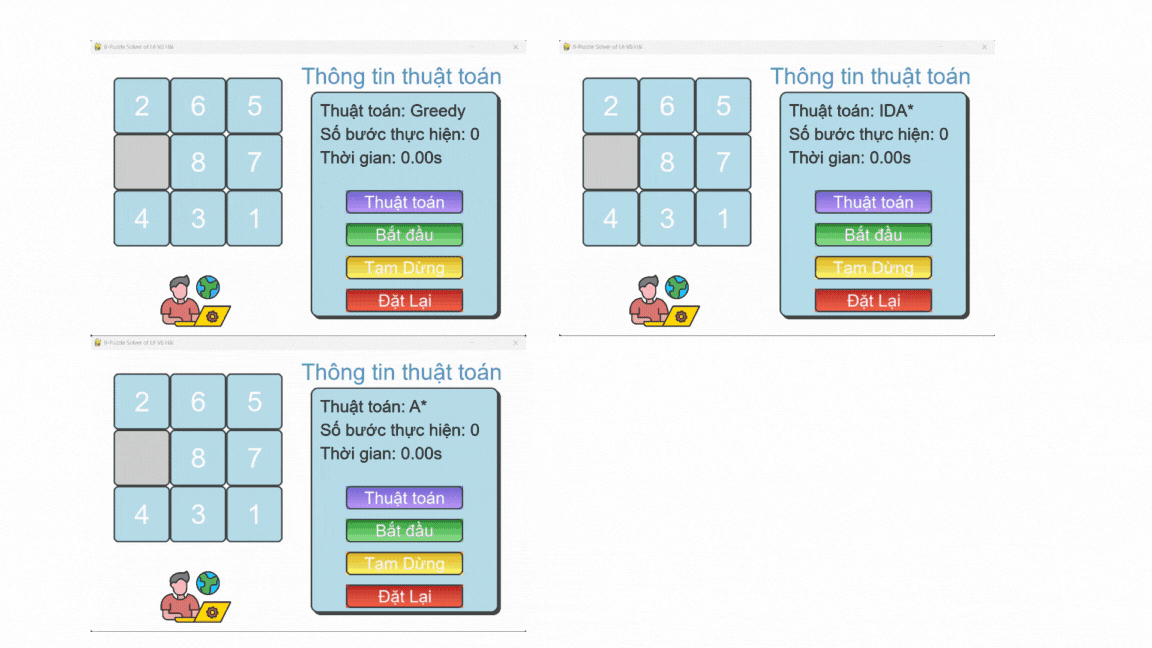 8-Puzzle Solver of Lê Vũ Hải
Thông tin thuật toán
2 6 5
8 7
4 3 1
Thuật toán: Greedy
Số bước thực hiện: 0
Thời gian: 0.00s
Thuật toán
Bắt đầu
Tạm Dừng
Đặt Lại
8-Puzzle Solver of Lê Vũ Hải
Thông tin thuật toán
2 6 5
8 7
4 3 1
Thuật toán: IDA*
Số bước thực hiện: 0
Thời gian: 0.00s
Thuật toán
Bắt đầu
Tạm Dừng
Đặt Lại
8-Puzzle Solver of Lê Vũ Hải
Thông tin thuật toán
2 6 5
8 7
4 3 1
Thuật toán: A*
Số bước thực hiện: 0
Thời gian: 0.00s
Thuật toán
Bắt đầu
Tạm Dừng
Đặt Lại